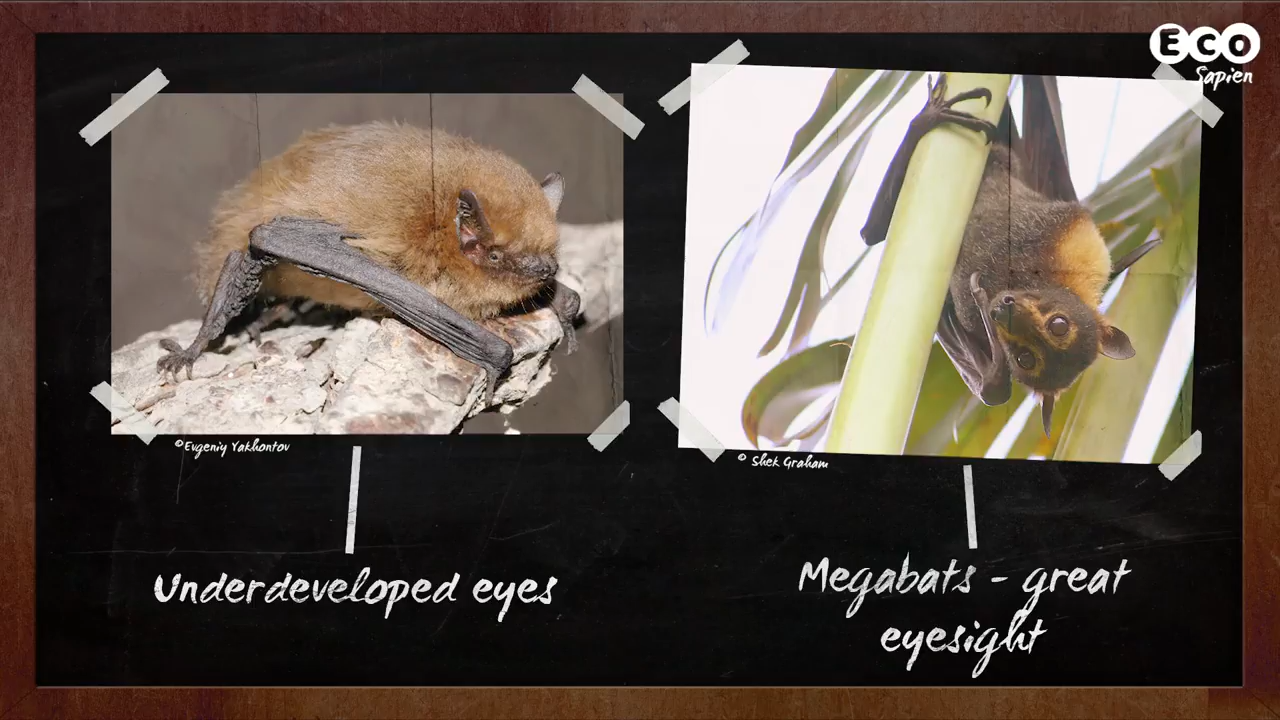 ECO
Sapien
©Evgeniy Yakhontov
© Shek Graham
Underdeveloped eyes
Megabats - great
eyesight